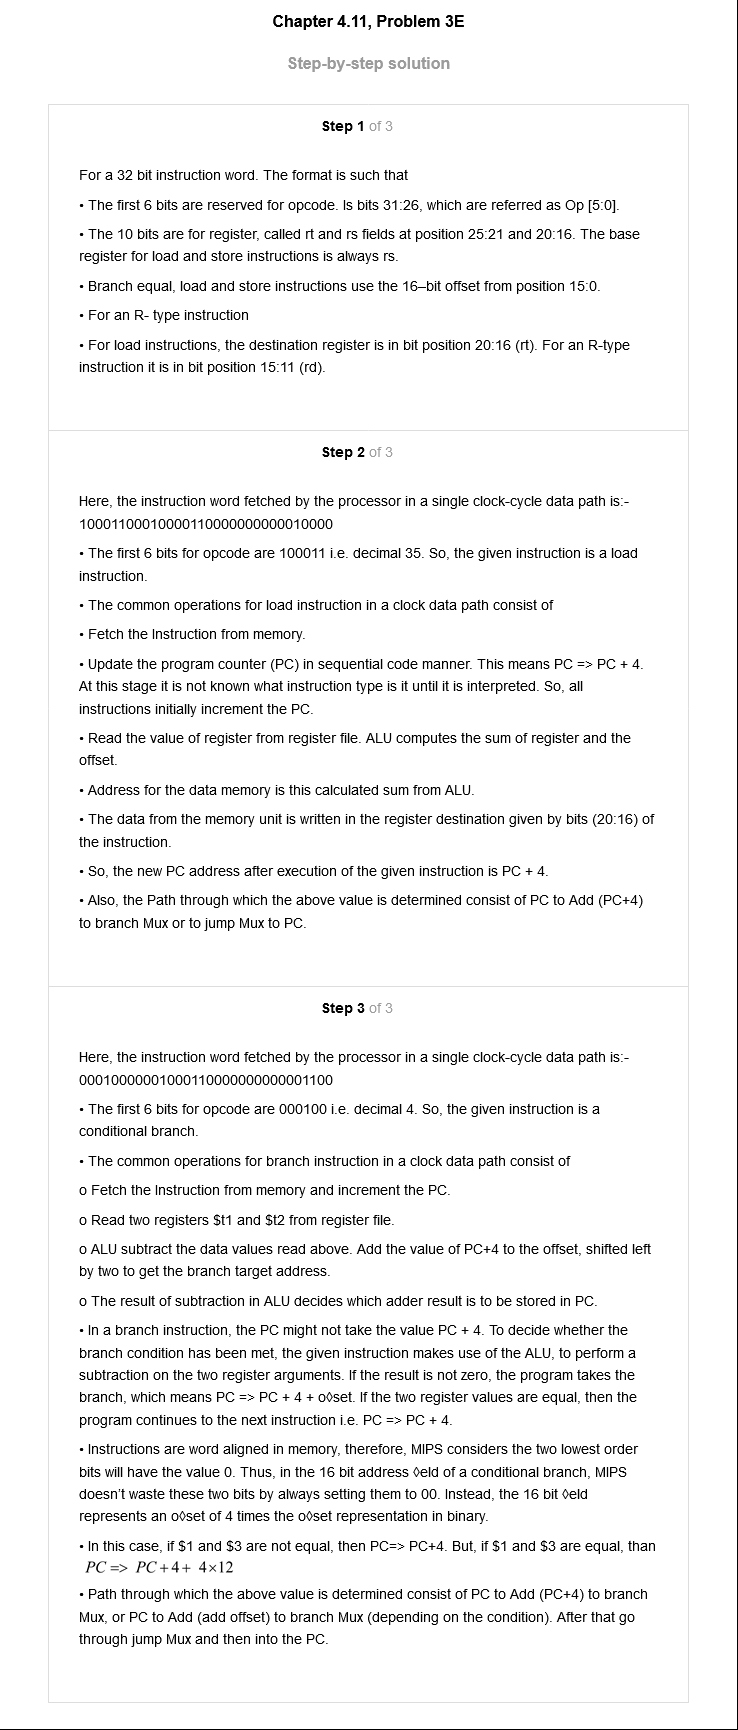 Chapter 4.11, Problem 3E
Step-by-step solution
Step 1 of 3
For a 32 bit instruction word. The format is such that
• The first 6 bits are reserved for opcode. Is bits 31:26, which are referred as Op [5:0].
• The 10 bits are for register, called rt and rs fields at position 25:21 and 20:16. The base
register for load and store instructions is always rs.
• Branch equal, load and store instructions use the 16–bit offset from position 15:0.
• For an R- type instruction
• For load instructions, the destination register is in bit position 20:16 (rt). For an R-type
instruction it is in bit position 15:11 (rd).
Step 2 of 3
Here, the instruction word fetched by the processor in a single clock-cycle data path is:-
10001100010000110000000000010000
• The first 6 bits for opcode are 100011 i.e. decimal 35. So, the given instruction is a load
instruction.
• The common operations for load instruction in a clock data path consist of
• Fetch the Instruction from memory.
• Update the program counter (PC) in sequential code manner. This means PC => PC + 4.
At this stage it is not known what instruction type is it until it is interpreted. So, all
instructions initially increment the PC.
• Read the value of register from register file. ALU computes the sum of register and the
offset.
• Address for the data memory is this calculated sum from ALU.
• The data from the memory unit is written in the register destination given by bits (20:16) of
the instruction.
• So, the new PC address after execution of the given instruction is PC + 4.
• Also, the Path through which the above value is determined consist of PC to Add (PC+4)
to branch Mux or to jump Mux to PC.
Step 3 of 3
Here, the instruction word fetched by the processor in a single clock-cycle data path is:-
00010000001000110000000000001100
• The first 6 bits for opcode are 000100 i.e. decimal 4. So, the given instruction is a
conditional branch.
• The common operations for branch instruction in a clock data path consist of
o Fetch the Instruction from memory and increment the PC.
o Read two registers $t1 and $t2 from register file.
o ALU subtract the data values read above. Add the value of PC+4 to the offset, shifted left
by two to get the branch target address.
o The result of subtraction in ALU decides which adder result is to be stored in PC.
• In a branch instruction, the PC might not take the value PC + 4. To decide whether the
branch condition has been met, the given instruction makes use of the ALU, to perform a
subtraction on the two register arguments. If the result is not zero, the program takes the
branch, which means PC => PC + 4 + o◊set. If the two register values are equal, then the
program continues to the next instruction i.e. PC => PC + 4.
• Instructions are word aligned in memory, therefore, MIPS considers the two lowest order
bits will have the value 0. Thus, in the 16 bit address ◊eld of a conditional branch, MIPS
doesn't waste these two bits by always setting them to 00. Instead, the 16 bit ◊eld
represents an o◊set of 4 times the o◊set representation in binary.
• In this case, if $1 and $3 are not equal, then PC=> PC+4. But, if $1 and $3 are equal, than
PC => PC + 4 + 4×12
• Path through which the above value is determined consist of PC to Add (PC+4) to branch
Mux, or PC to Add (add offset) to branch Mux (depending on the condition). After that go
through jump Mux and then into the PC.